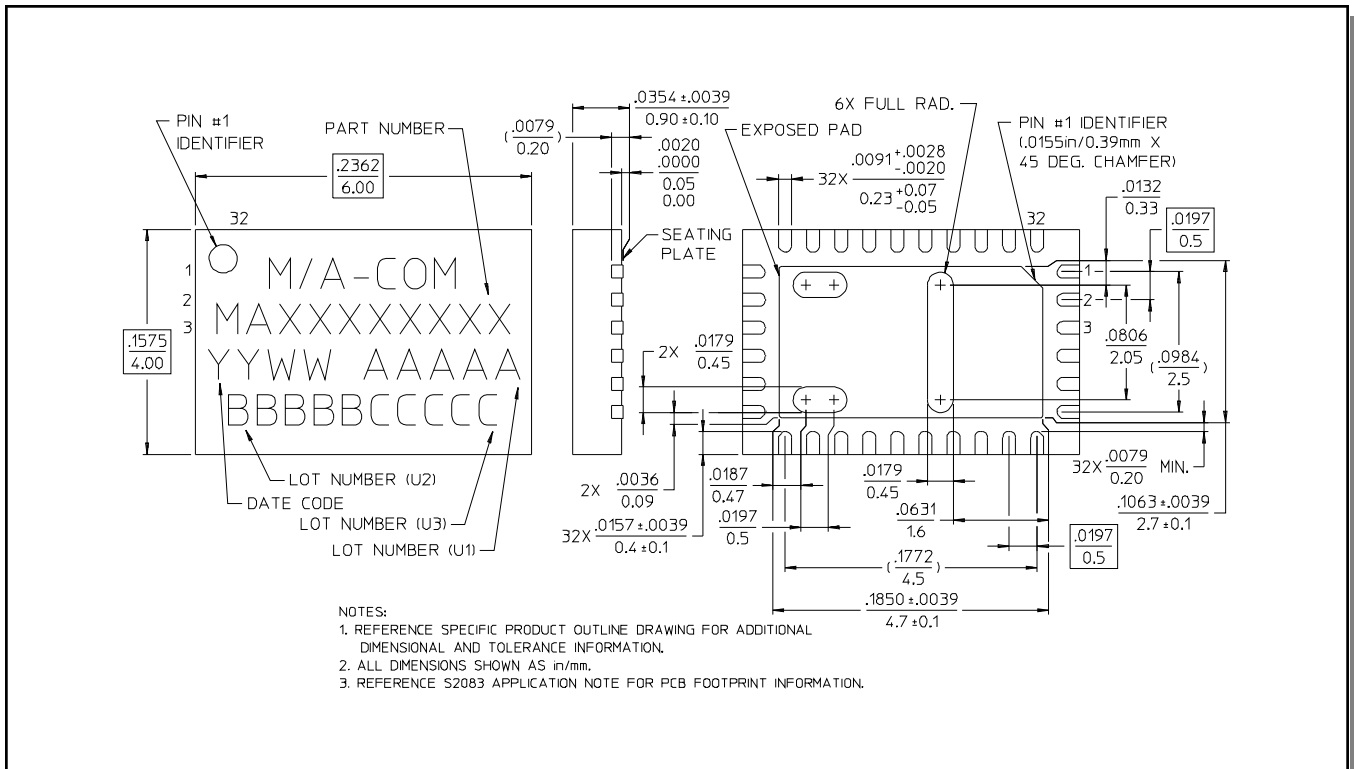 PIN #1
IDENTIFIER
PART NUMBER
.2362
6.00
32
1
2
3
.1575
4.00
M/A-COM
MAXXXXXXXXX
YYWW AAAAA
BBBBBCCCCC
LOT NUMBER (U2)
DATE CODE
LOT NUMBER (U3)
LOT NUMBER (U1)
.0354 ±.0039
0.90 ±0.10
(.0079)
0.20
.0020
.0000
0.05
0.00
SEATING
PLATE
2X .0179
0.45
2X .0036
0.09
32X .0157±.0039
0.4 ±0.1
EXPOSED PAD
6X FULL RAD.
PIN #1 IDENTIFIER
(.0155in/0.39mm X
45 DEG. CHAMFER)
32X .0091 +.0028 -.0020
0.23 +0.07 -0.05
32
1
2
3
.0132
0.33
.0197
0.5
.0806
2.05
(.0984)
2.5
32X .0079 MIN.
0.20
.1063 ±.0039
2.7 ±0.1
.0187
0.47
.0197
0.5
.0179
0.45
.0631
1.6
.0197
0.5
(.1772)
4.5
.1850 ±.0039
4.7 ±0.1
NOTES:
1. REFERENCE SPECIFIC PRODUCT OUTLINE DRAWING FOR ADDITIONAL
DIMENSIONAL AND TOLERANCE INFORMATION.
2. ALL DIMENSIONS SHOWN AS in/mm.
3. REFERENCE S2083 APPLICATION NOTE FOR PCB FOOTPRINT INFORMATION.